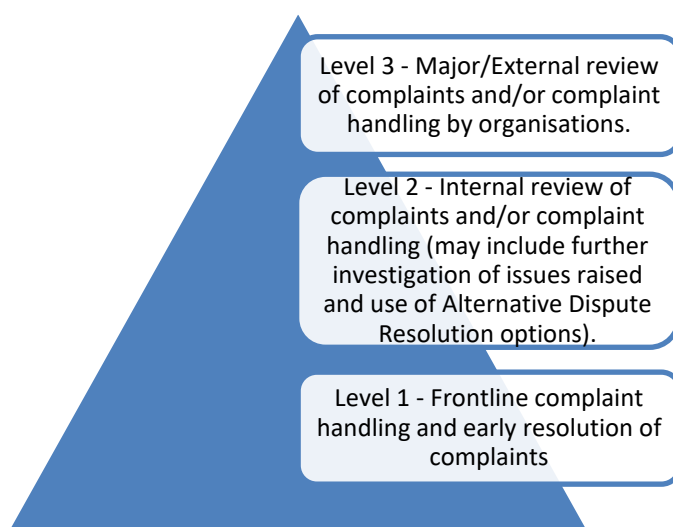 Level 3 - Major/External review
of complaints and/or complaint
handling by organisations.
Level 2 - Internal review of
complaints and/or complaint
handling (may include further
investigation of issues raised
and use of Alternative Dispute
Resolution options).
Level 1 - Frontline complaint
handling and early resolution of
complaints